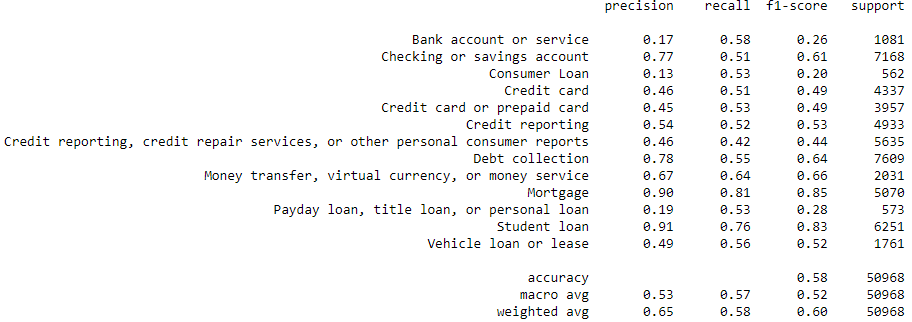 precision recall f1-score support
Bank account or service 0.17 0.58 0.26 1081
Checking or savings account 0.77 0.51 0.61 7168
Consumer Loan 0.13 0.53 0.20 562
Credit card 0.46 0.51 0.49 4337
Credit card or prepaid card 0.45 0.53 0.49 3957
Credit reporting 0.54 0.52 0.53 4933
Credit reporting, credit repair services, or other personal consumer reports 0.46 0.42 0.44 5635
Debt collection 0.78 0.55 0.64 7609
Money transfer, virtual currency, or money service 0.67 0.64 0.66 2031
Mortgage 0.90 0.81 0.85 5070
Payday loan, title loan, or personal loan 0.19 0.53 0.28 573
Student loan 0.91 0.76 0.83 6251
Vehicle loan or lease 0.49 0.56 0.52 1761
accuracy 0.58 50968
macro avg 0.53 0.57 0.52 50968
weighted avg 0.65 0.58 0.60 50968